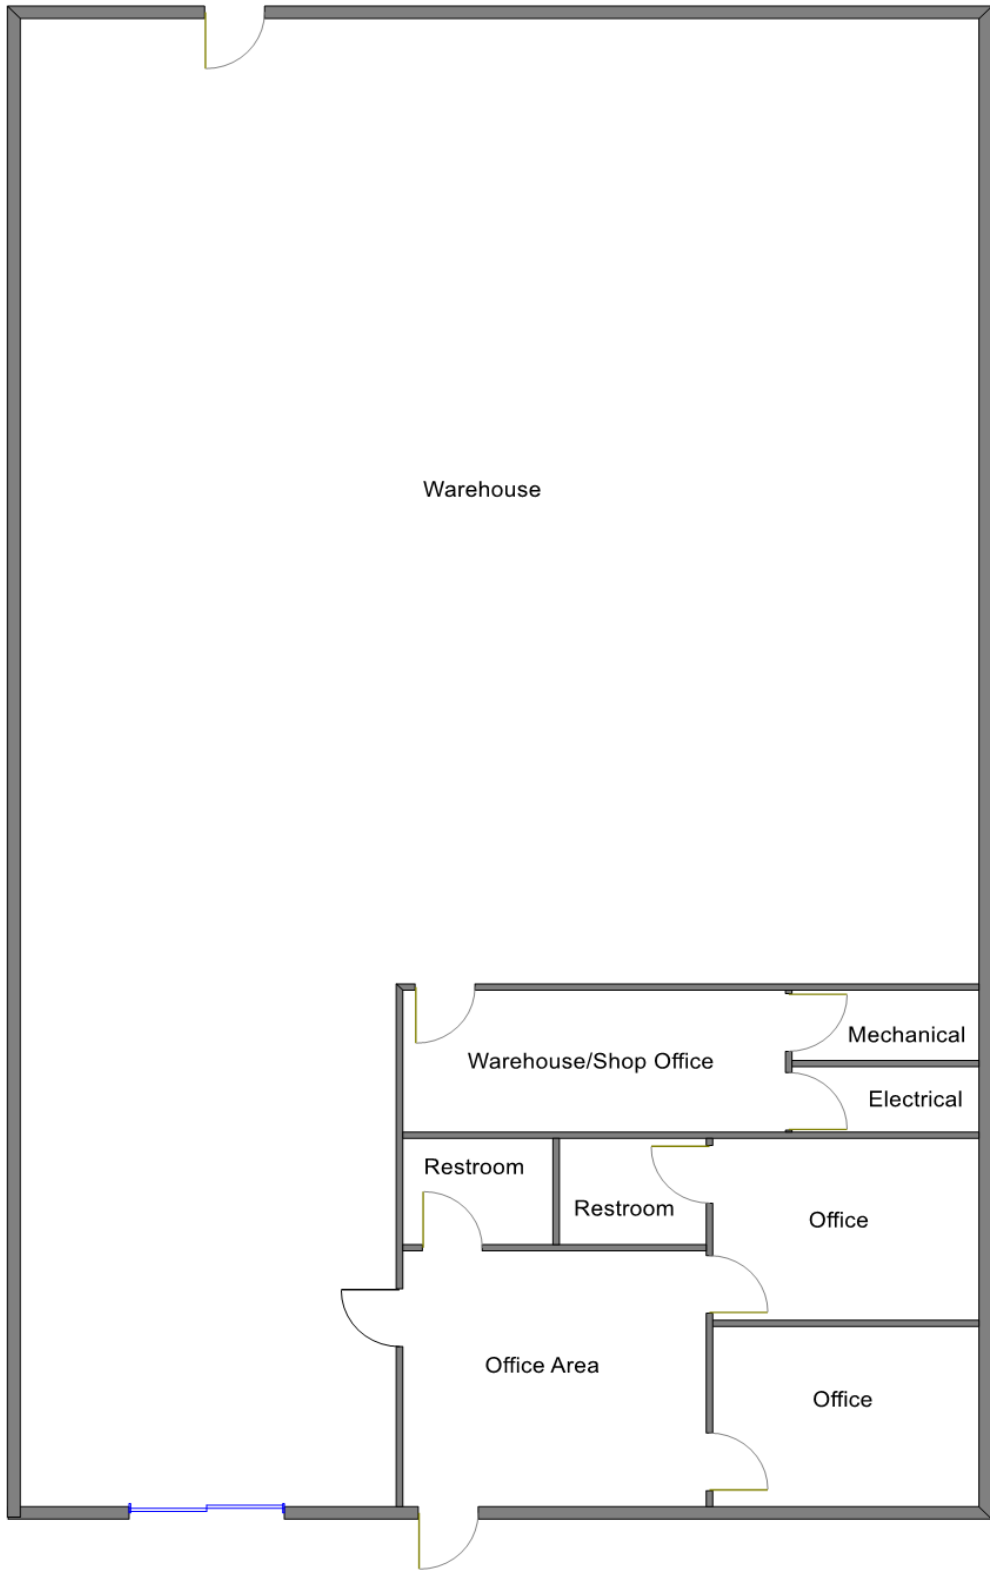 Warehouse
Mechanical
Warehouse/Shop Office
Electrical
Restroom
Restroom
Office
Office Area
Office